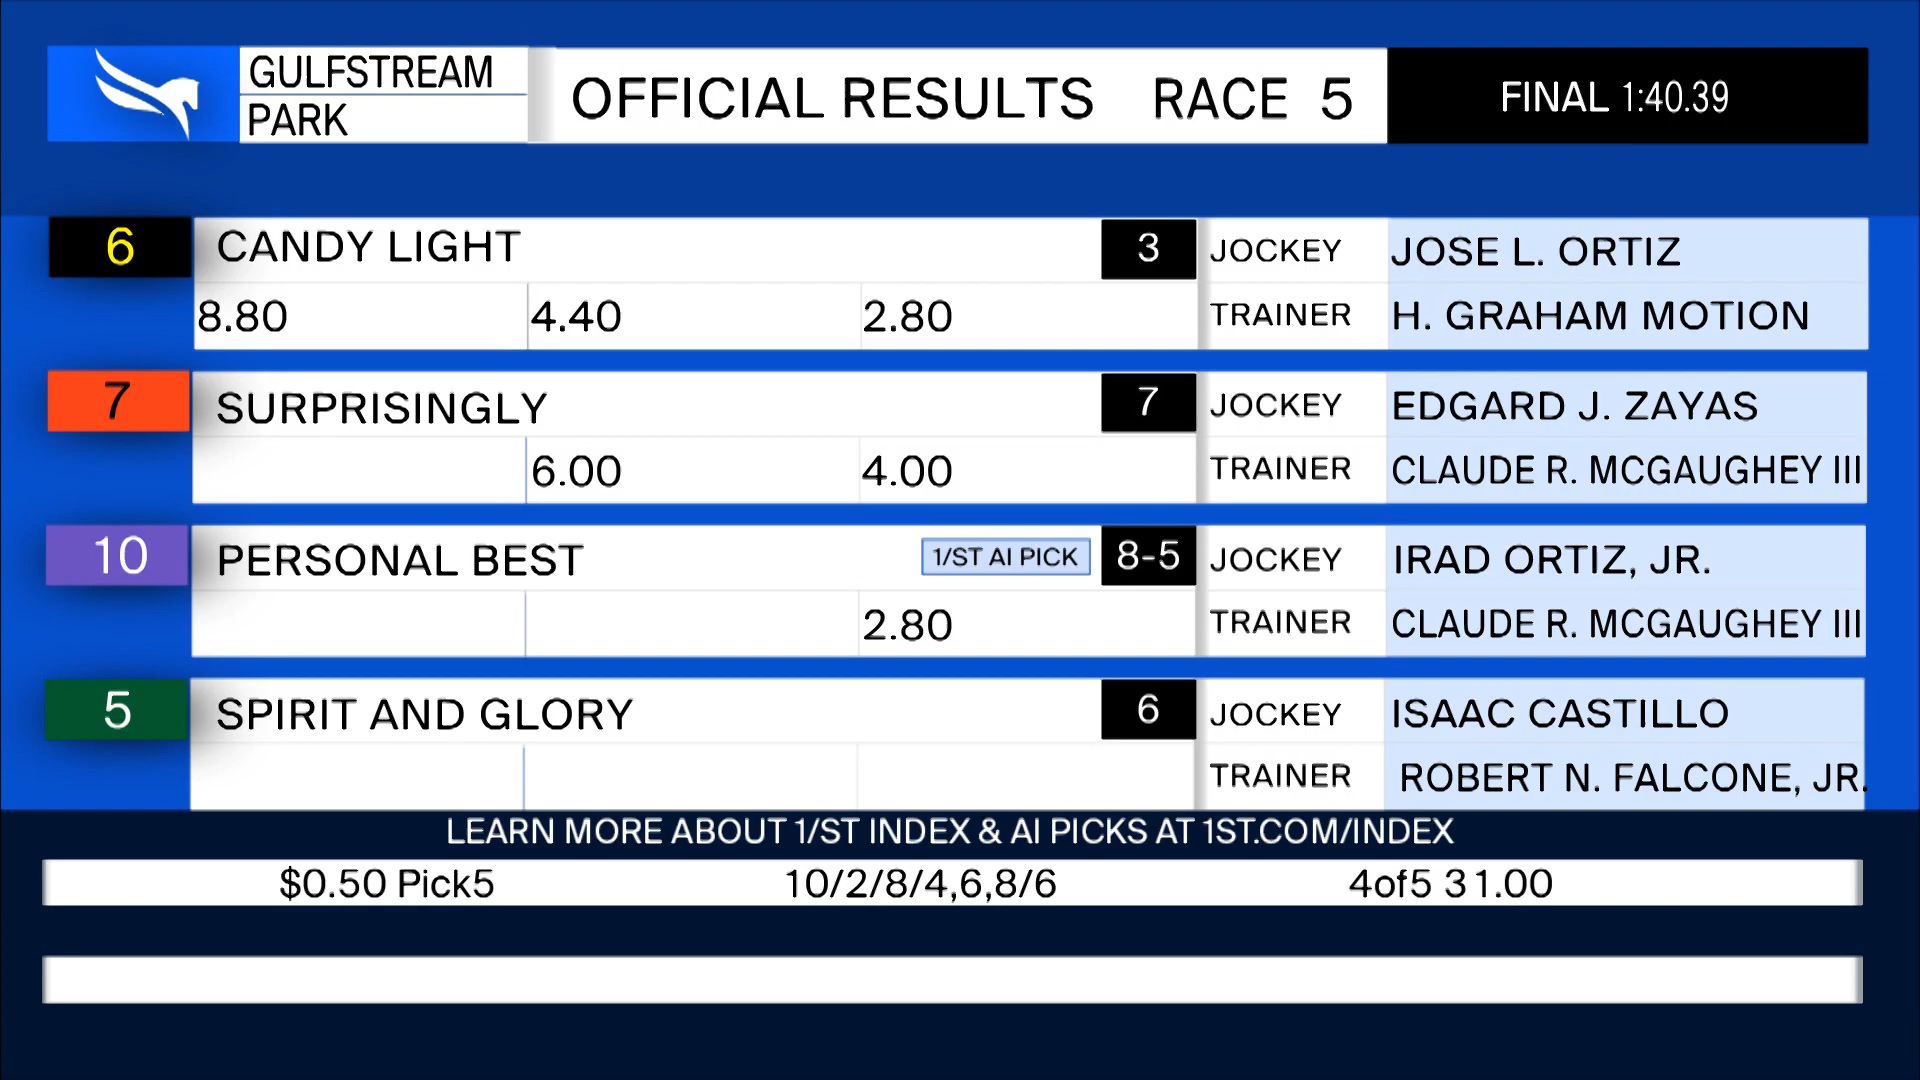 GULFSTREAM
PARK
OFFICIAL RESULTS RACE 5
FINAL 1:40.39
6 CANDY LIGHT 3 JOCKEY JOSE L. ORTIZ
8.80 4.40 2.80 TRAINER H. GRAHAM MOTION
7 SURPRISINGLY 7 JOCKEY EDGARD J. ZAYAS
6.00 4.00 TRAINER CLAUDE R. MCGAUGHEY III
10 PERSONAL BEST 1/ST AI PICK 8-5 JOCKEY IRAD ORTIZ, JR.
2.80 TRAINER CLAUDE R. MCGAUGHEY III
5 SPIRIT AND GLORY 6 JOCKEY ISAAC CASTILLO
TRAINER ROBERT N. FALCONE, JR.
LEARN MORE ABOUT 1/ST INDEX & AI PICKS AT 1ST.COM/INDEX
$0.50 Pick5 10/2/8/4,6,8/6 4of5 31.00